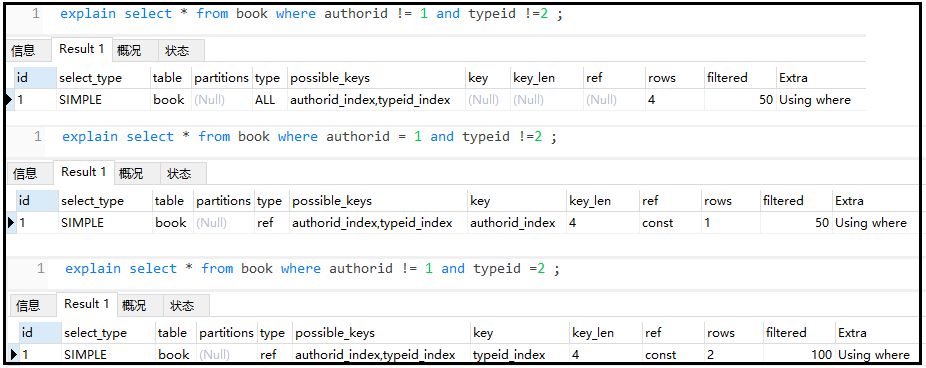 1 explain select * from book where authorid != 1 and typeid !=2 ;
信息 Result 1 概况 状态
id select_type table partitions type possible_keys key key_len ref rows filtered Extra
1 SIMPLE book (Null) ALL authorid_index,typeid_index (Null) (Null) (Null) 4 50 Using where
1 explain select * from book where authorid = 1 and typeid !=2 ;
信息 Result 1 概况 状态
id select_type table partitions type possible_keys key key_len ref rows filtered Extra
1 SIMPLE book (Null) ref authorid_index,typeid_index authorid_index 4 const 1 50 Using where
1 explain select * from book where authorid != 1 and typeid =2 ;
信息 Result 1 概况 状态
id select_type table partitions type possible_keys key key_len ref rows filtered Extra
1 SIMPLE book (Null) ref authorid_index,typeid_index typeid_index 4 const 2 100 Using where